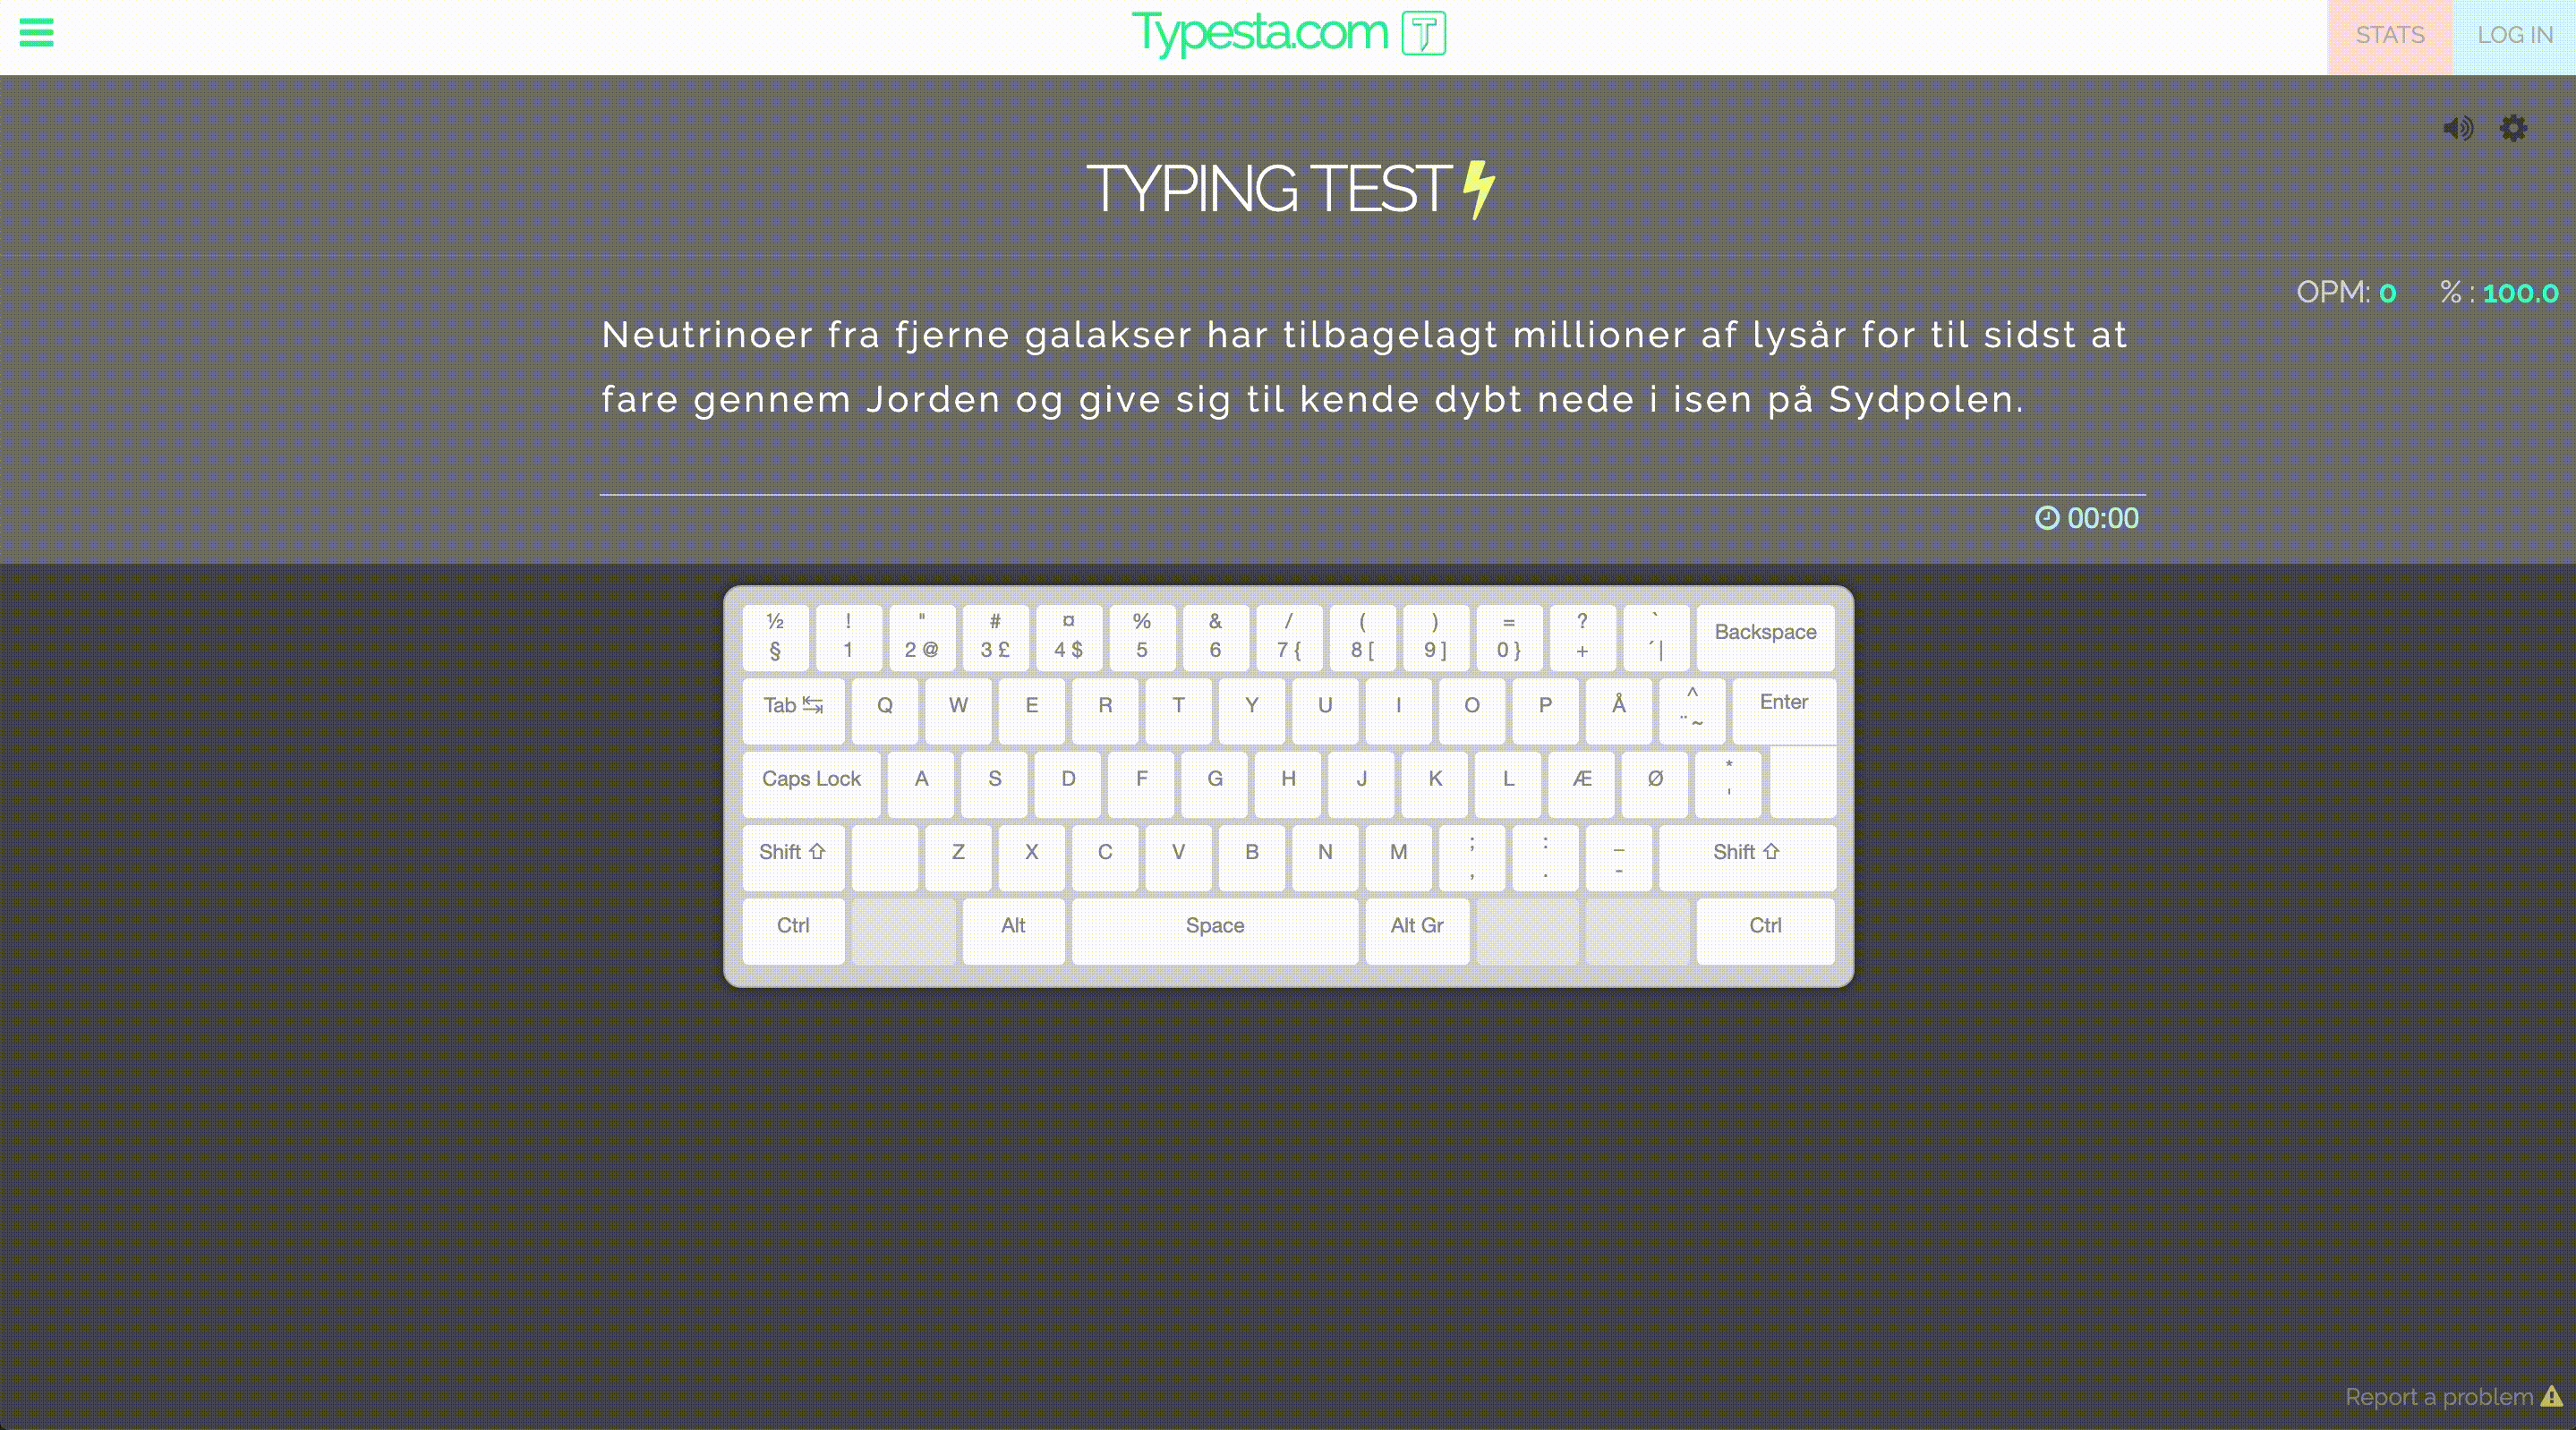 Typesta.com T
STATS
LOG IN
TYPING TEST
OPM: 0 % : 100.0
Neutrinoer fra fjerne galakser har tilbagelagt millioner af lysår for til sidst at
fare gennem Jorden og give sig til kende dybt nede i isen på Sydpolen.
00:00
½ ! " # ¤ % & / ( ) = ? `
§ 1 2 @ 3 £ 4 $ 5 6 7 { 8 [ 9 ] 0 } + ´ | Backspace
Tab Q W E R T Y U I O P Å ^ ¨ ~ Enter
Caps Lock A S D F G H J K L Æ Ø * '
Shift Z X C V B N M ; , : . _ - Shift
Ctrl Alt Space Alt Gr Ctrl
Report a problem